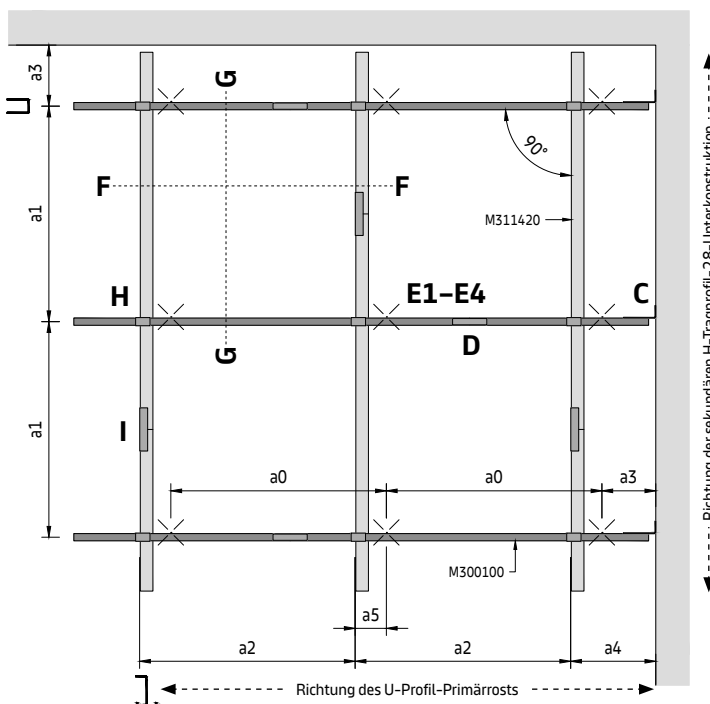 a3
G
a1
90°
F
F
M311420
H
E1–E4
C
D
G
a1
I
a0
a0
a3
M300100
a5
a2
a2
a4
Richtung des U-Profil-Primärrosts
Richtung der sekundären H-Tragprofil-28-Unterkonstruktion